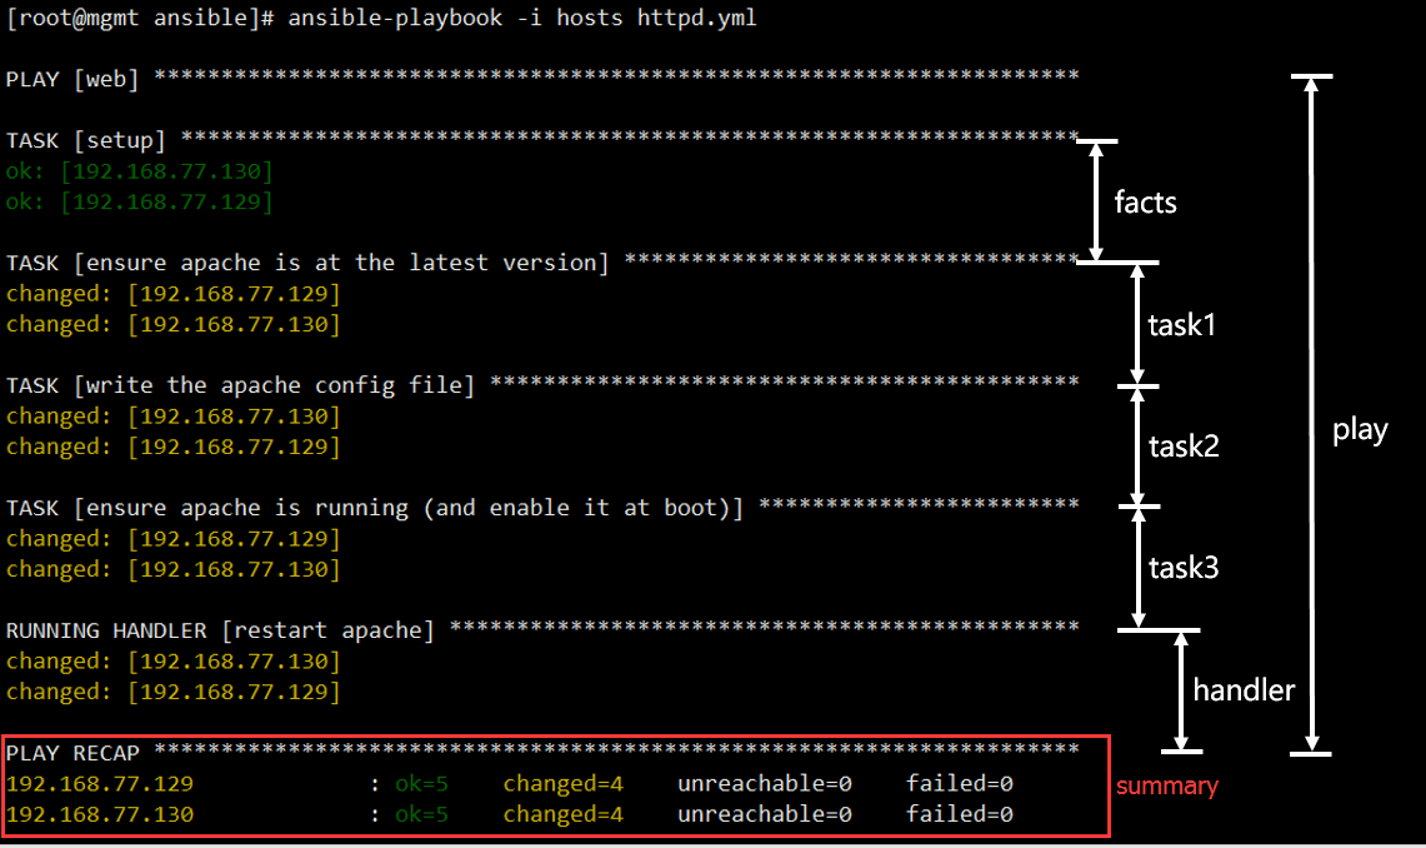 [root@mgmt ansible]# ansible-playbook -i hosts httpd.yml
PLAY [web] *********************************************************************
TASK [setup] *******************************************************************
ok: [192.168.77.130]
ok: [192.168.77.129]
facts
TASK [ensure apache is at the latest version] **********************************
changed: [192.168.77.129]
changed: [192.168.77.130]
task1
TASK [write the apache config file] ********************************************
changed: [192.168.77.130]
changed: [192.168.77.129]
task2
play
TASK [ensure apache is running (and enable it at boot)] ************************
changed: [192.168.77.129]
changed: [192.168.77.130]
task3
RUNNING HANDLER [restart apache] ***********************************************
changed: [192.168.77.130]
changed: [192.168.77.129]
handler
PLAY RECAP *********************************************************************
192.168.77.129             : ok=5    changed=4    unreachable=0    failed=0
192.168.77.130             : ok=5    changed=4    unreachable=0    failed=0
summary